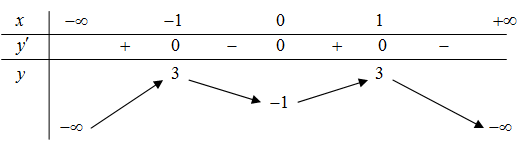 x −∞ −1 0 1 +∞
y′ + 0 − 0 + 0 −
y 3 3
−1
−∞ −∞